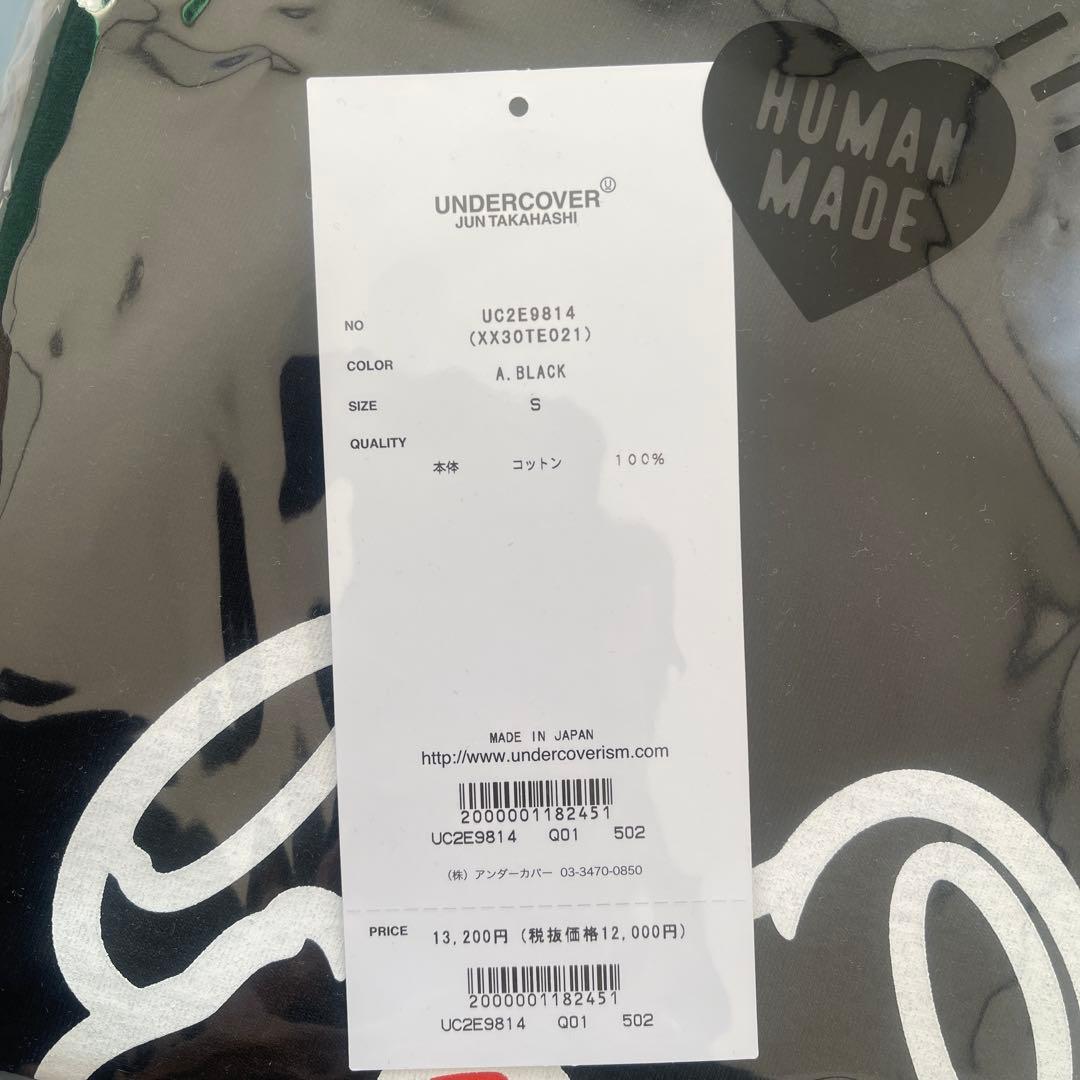 HUMAN
MADE
UNDERCOVER Ⓤ
JUN TAKAHASHI
NO UC2E9814
(XX30TE021)
COLOR A.BLACK
SIZE S
QUALITY
本体 コットン 100%
MADE IN JAPAN
http://www.undercoverism.com
2000001182451
UC2E9814 Q01 502
(株) アンダーカバー 03-3470-0850
PRICE 13,200円 (税抜価格12,000円)
2000001182451
UC2E9814 Q01 502